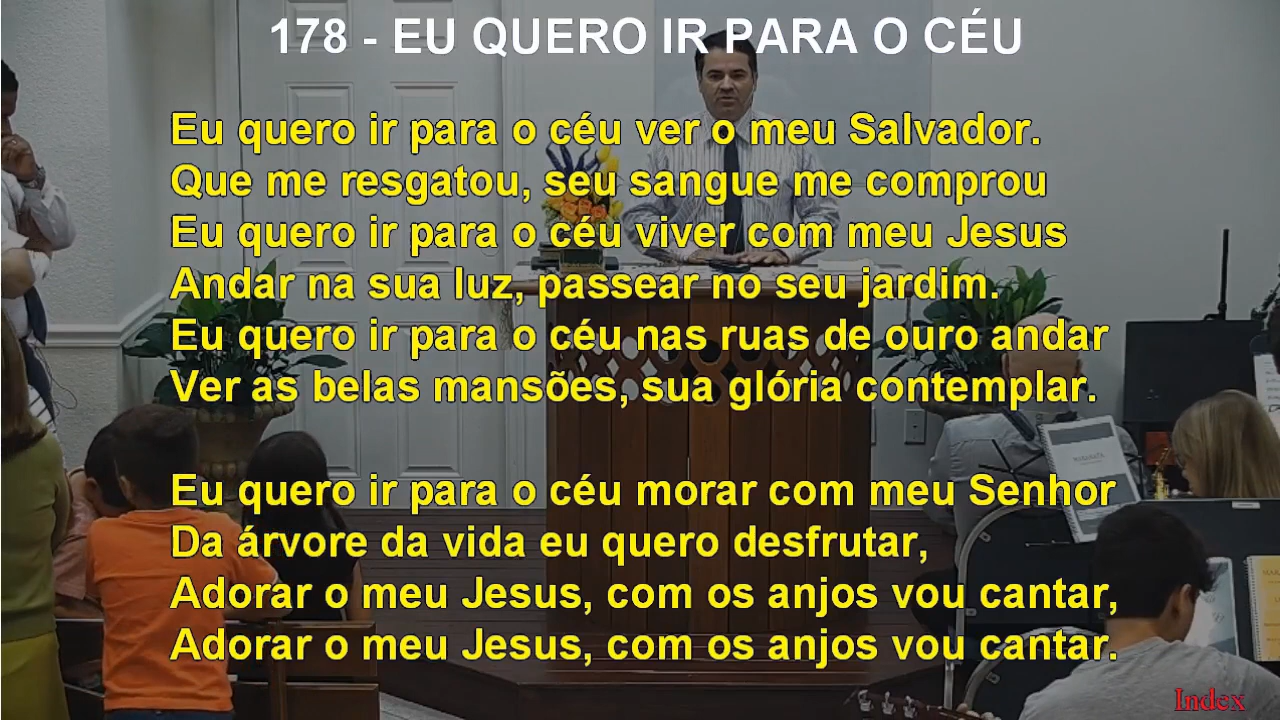 178 - EU QUERO IR PARA O CÉU
Eu quero ir para o céu ver o meu Salvador.
Que me resgatou, seu sangue me comprou
Eu quero ir para o céu viver com meu Jesus
Andar na sua luz, passear no seu jardim.
Eu quero ir para o céu nas ruas de ouro andar
Ver as belas mansões, sua glória contemplar.
Eu quero ir para o céu morar com meu Senhor
Da árvore da vida eu quero desfrutar,
Adorar o meu Jesus, com os anjos vou cantar,
Adorar o meu Jesus, com os anjos vou cantar.
Index